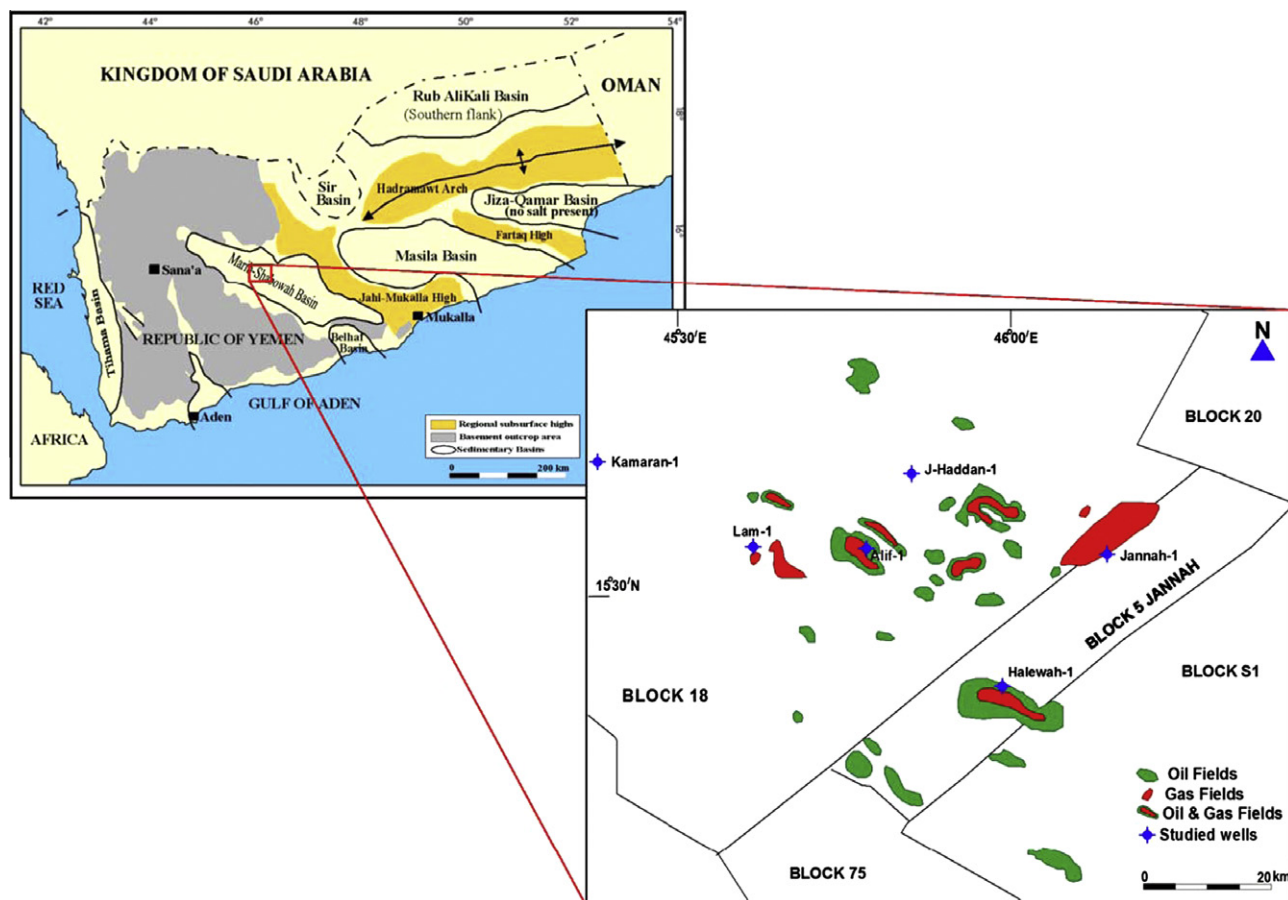 42°
44°
46°
48°
50°
52°
54°
KINGDOM OF SAUDI ARABIA
OMAN
Rub AliKali Basin
(Southern flank)
18°
Sir
Basin
Hadramawt Arch
Jiza-Qamar Basin
(no salt present)
Fartaq High
16°
Masila Basin
Sana'a
Marib-Shabowah Basin
RED
SEA
Tihama Basin
Jahi-Mukalla High
Mukalla
REPUBLIC OF YEMEN
Belhaf
Basin
Aden
GULF OF ADEN
AFRICA
Regional subsurface highs
Basement outcrop area
Sedimentary Basins
0 200 km
45°30′E
46°00′E
N
BLOCK 20
Kamaran-1
J-Haddan-1
Lam-1
Alif-1
Jannah-1
15°30′N
BLOCK 5 JANNAH
Halewah-1
BLOCK S1
BLOCK 18
Oil Fields
Gas Fields
Oil & Gas Fields
Studied wells
BLOCK 75
0 20 km